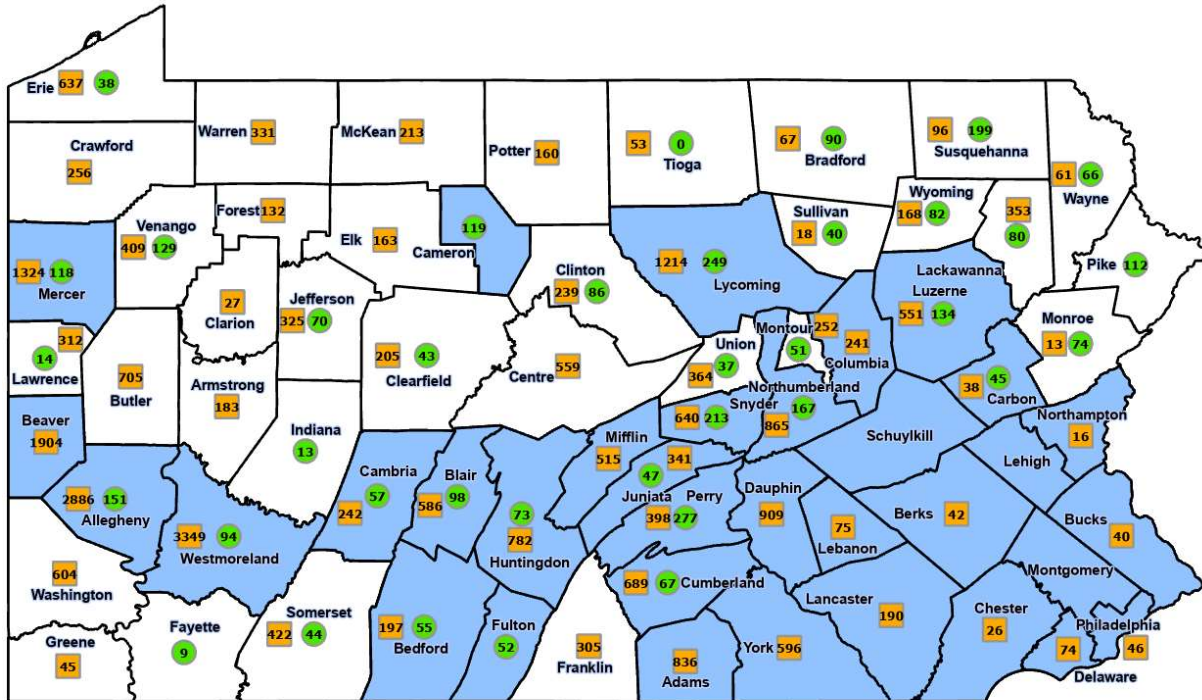 Erie 637 38
Crawford
256
Warren 331
McKean 213
Potter 160
53 0
Tioga
67 90
Bradford
96 199
Susquehanna
61 66
Wayne
Wyoming
168 82
353
80
Sullivan
18 40
Forest 132
Venango
409 129
Elk 163
119
Cameron
1324 118
Mercer
27
Clarion
Jefferson
325 70
Clinton
239 86
1214 249
Lycoming
Lackawanna
Luzerne
551 134
Pike 112
Monroe
13 74
312
14
Lawrence
705
Butler
Armstrong
183
205 43
Clearfield
Centre 559
Union
37
364
Montour
51
252
241
Columbia
Northumberland
167
865
Snyder
640 213
45
38
Carbon
Northampton
16
Beaver
1904
Indiana
13
Mifflin
515
341
47
Juniata
Perry
398 277
Schuylkill
Lehigh
2886 151
Allegheny
3349 94
Westmoreland
Cambria
57
242
Blair
586 98
73
782
Huntingdon
Dauphin
909
75
Lebanon
Berks 42
Bucks
40
604
Washington
689 67 Cumberland
Montgomery
Greene
45
Fayette
9
Somerset
422 44
197 55
Bedford
Fulton
52
305
Franklin
836
Adams
York 596
Lancaster
190
Chester
26
74
Philadelphia
46
Delaware